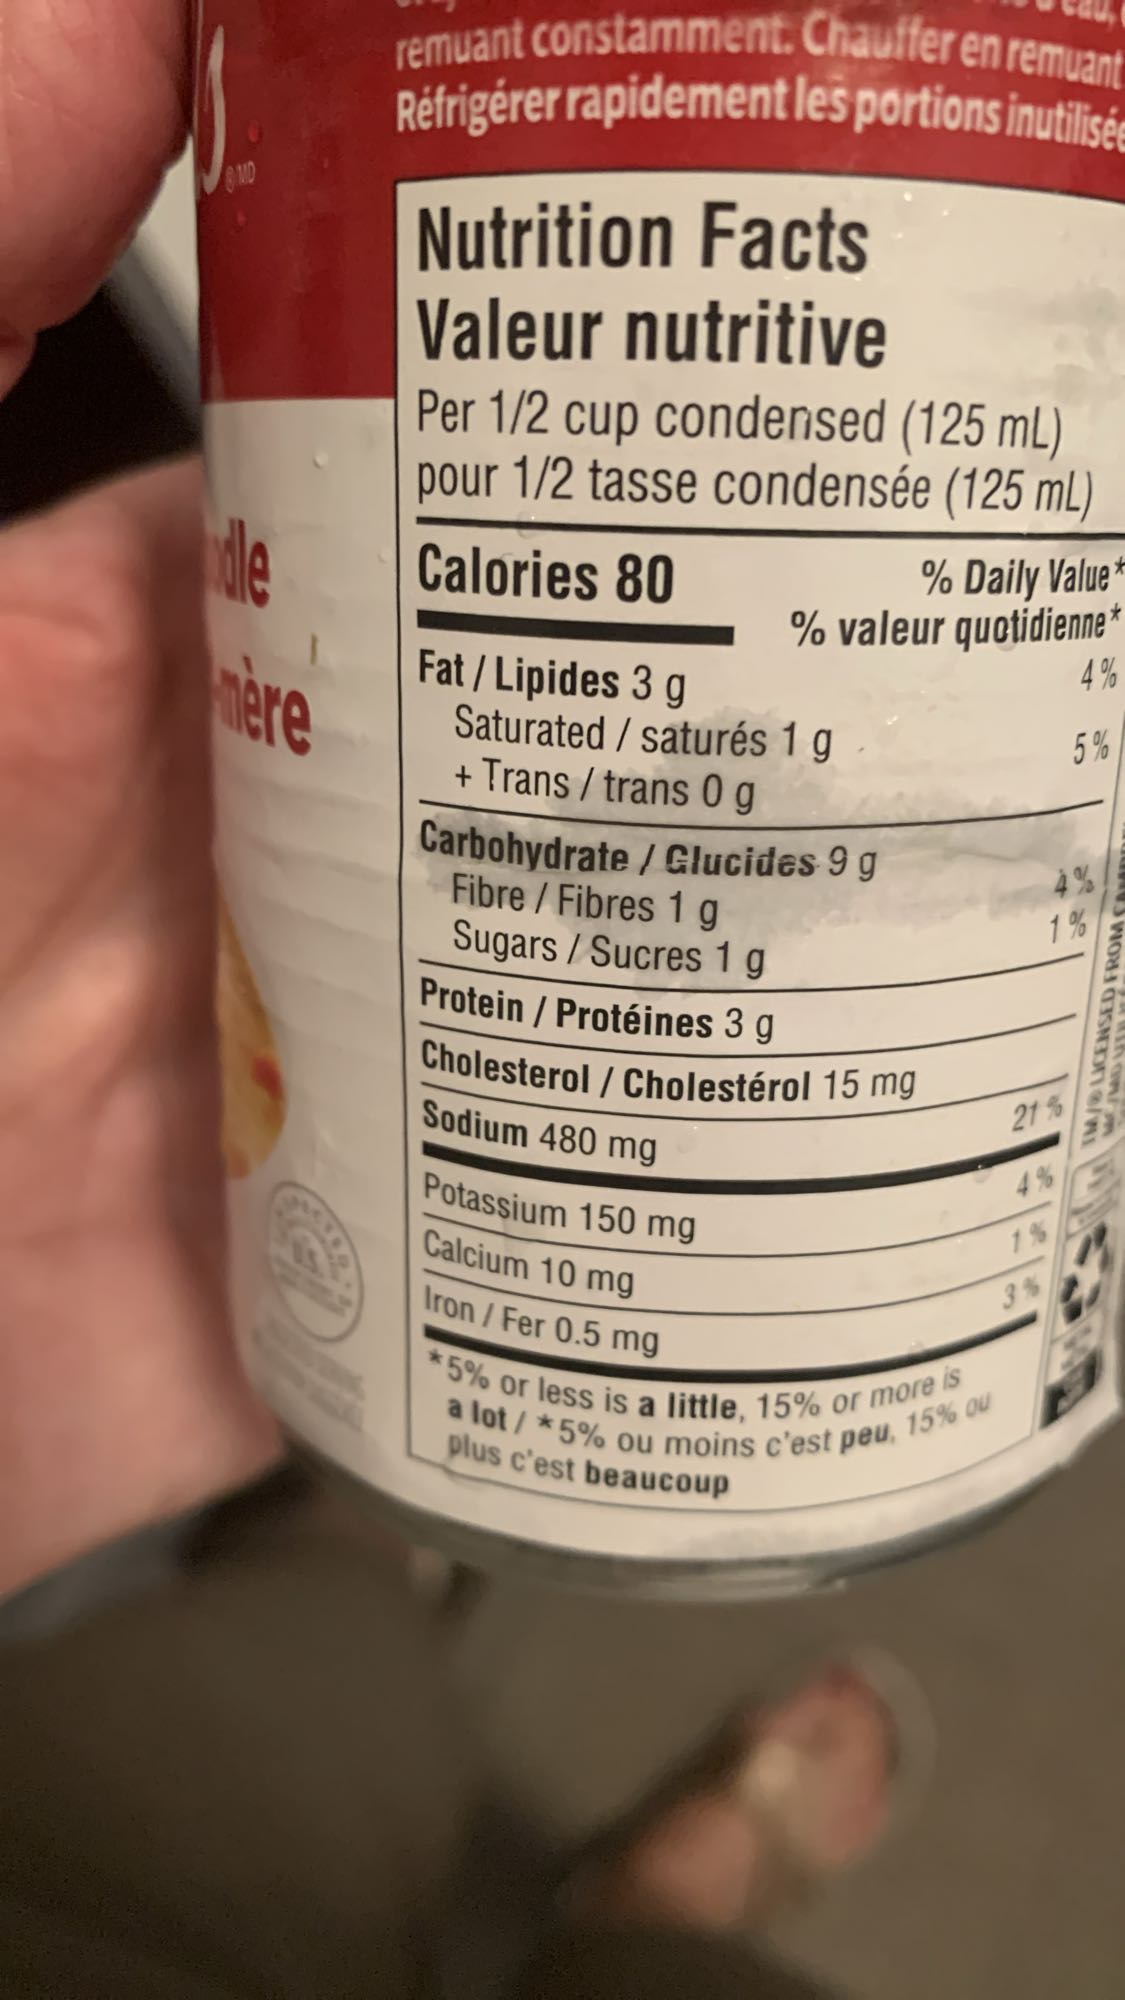 remuant constamment. Chauffer en remuant
Réfrigérer rapidement les portions
®/MD
dle
mère
Nutrition Facts
Valeur nutritive
Per 1/2 cup condensed (125 mL)
pour 1/2 tasse condensée (125 mL)
Calories 80
% Daily Value*
% valeur quotidienne*
Fat / Lipides 3 g 4 %
Saturated / saturés 1 g 5 %
+ Trans / trans 0 g
Carbohydrate / Glucides 9 g 4 %
Fibre / Fibres 1 g 1 %
Sugars / Sucres 1 g
Protein / Protéines 3 g
Cholesterol / Cholestérol 15 mg
Sodium 480 mg 21 %
Potassium 150 mg 4 %
Calcium 10 mg 1 %
Iron / Fer 0.5 mg 3 %
*5% or less is a little, 15% or more is
a lot / *5% ou moins c'est peu, 15% ou
plus c'est beaucoup
TM/® LICENSED FROM
U.S.